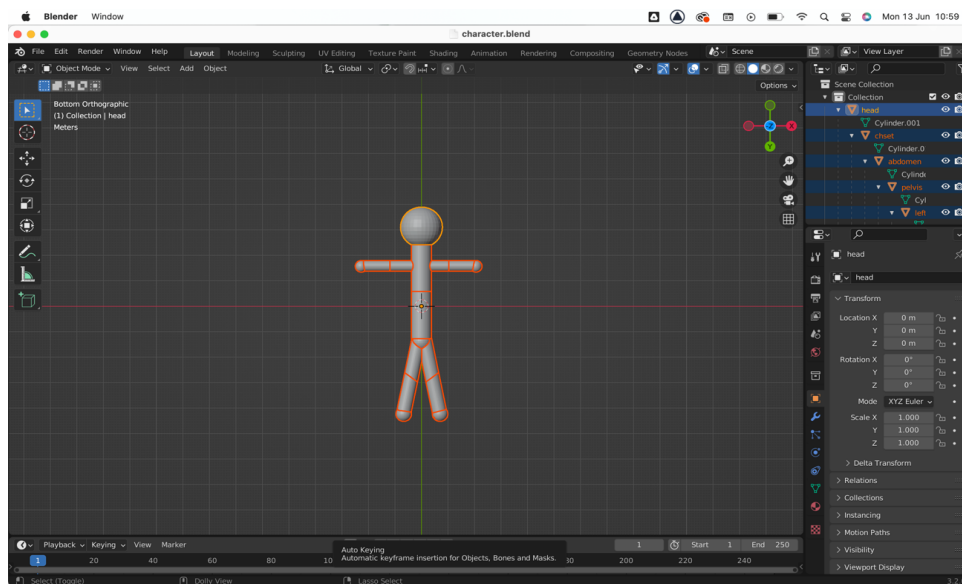 Blender Window Mon 13 Jun 10:59
character.blend
File Edit Render Window Help Layout Modeling Sculpting UV Editing Texture Paint Shading Animation Rendering Compositing Geometry Nodes Scene View Layer
Object Mode View Select Add Object Global
Options
Bottom Orthographic
(1) Collection | head
Meters
X
Y
Scene Collection
Collection
head
Cylinder.001
chset
Cylinder.0
abdomen
Cylind
pelvis
Cyl
left
head
head
Transform
Location X 0 m
Y 0 m
Z 0 m
Rotation X 0°
Y 0°
Z 0°
Mode XYZ Euler
Scale X 1.000
Y 1.000
Z 1.000
Delta Transform
Relations
Collections
Instancing
Motion Paths
Visibility
Viewport Display
Playback Keying View Marker 1 Start 1 End 250
1 20 40 60 80 10 200 220 240
Auto Keying
Automatic keyframe insertion for Objects, Bones and Masks.
Select (Toggle) Dolly View Lasso Select 3.2